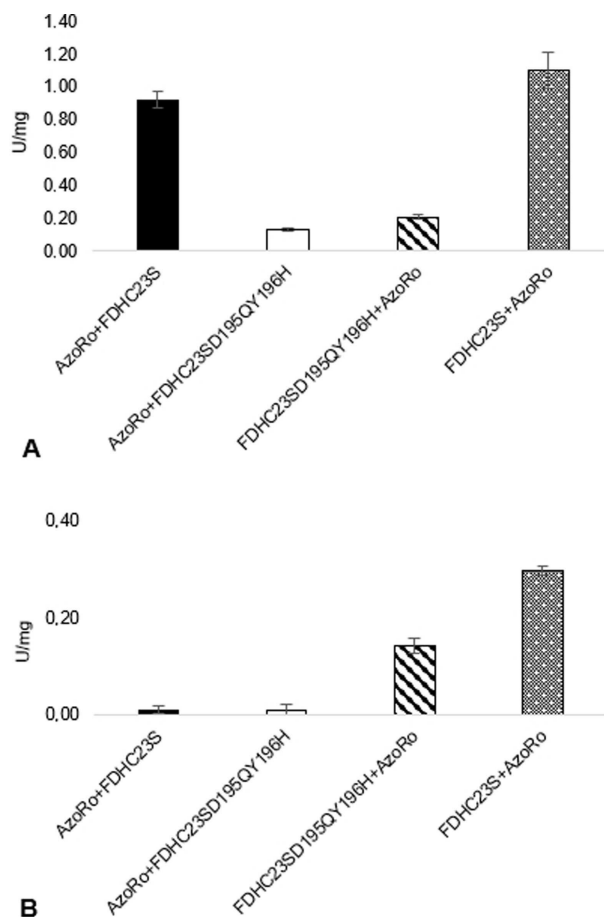 1.40
1.20
1.00
0.80
0.60
0.40
0.20
0.00
U/mg
AzoRo+FDHC23S
AzoRo+FDHC23SD195QY196H
FDHC23SD195QY196H+AzoRo
FDHC23S+AzoRo
A
0,40
0,20
0,00
U/mg
AzoRo+FDHC23S
AzoRo+FDHC23SD195QY196H
FDHC23SD195QY196H+AzoRo
FDHC23S+AzoRo
B